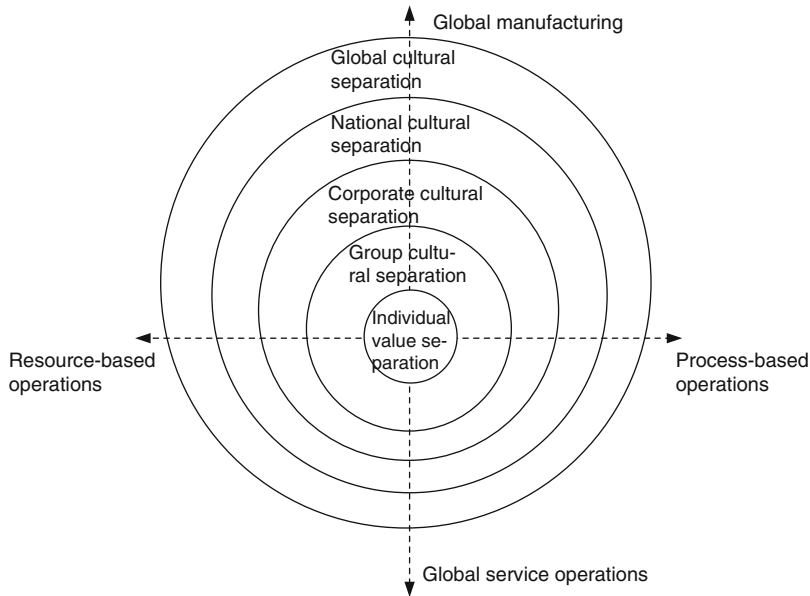 Global manufacturing
Global cultural
separation
National cultural
separation
Corporate cultural
separation
Group cultu-
ral separation
Individual
value se-
paration
Resource-based
operations
Process-based
operations
Global service operations